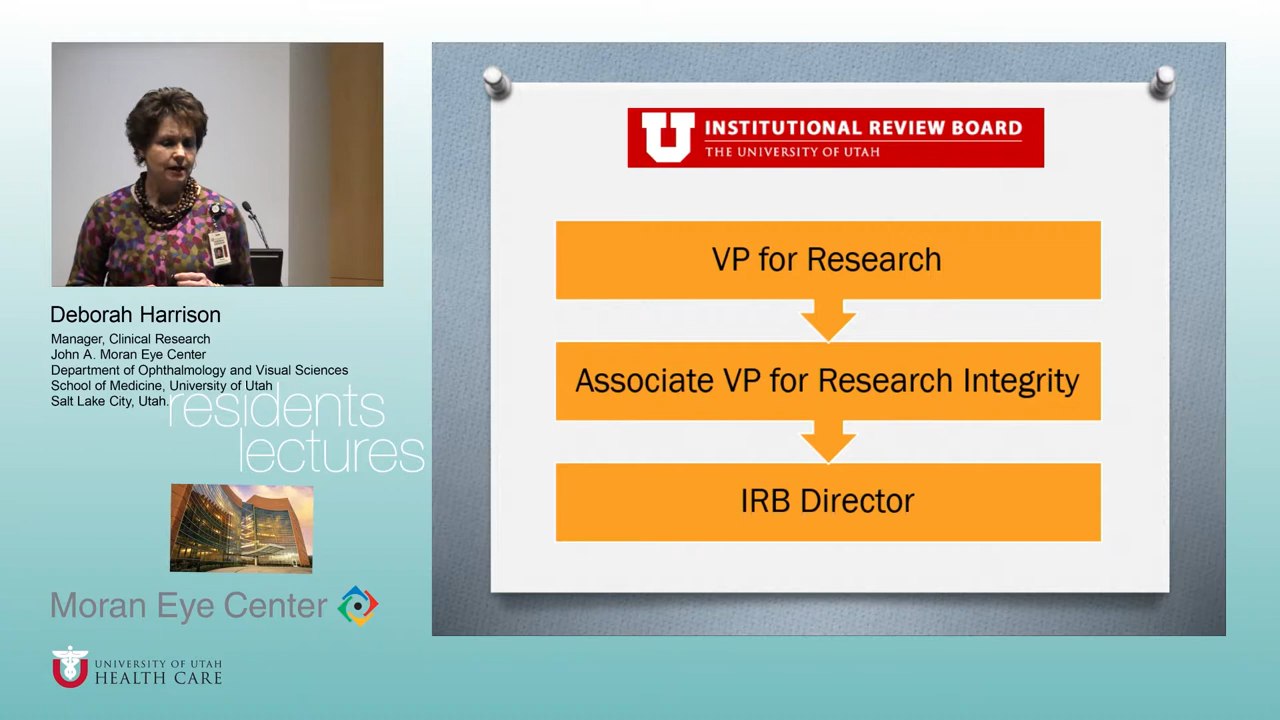 Deborah Harrison
Manager, Clinical Research
John A. Moran Eye Center
Department of Ophthalmology and Visual Sciences
School of Medicine, University of Utah
Salt Lake City, Utah.
residents
lectures
Moran Eye Center
U
UNIVERSITY OF UTAH
HEALTH CARE
U
INSTITUTIONAL REVIEW BOARD
THE UNIVERSITY OF UTAH
VP for Research
Associate VP for Research Integrity
IRB Director